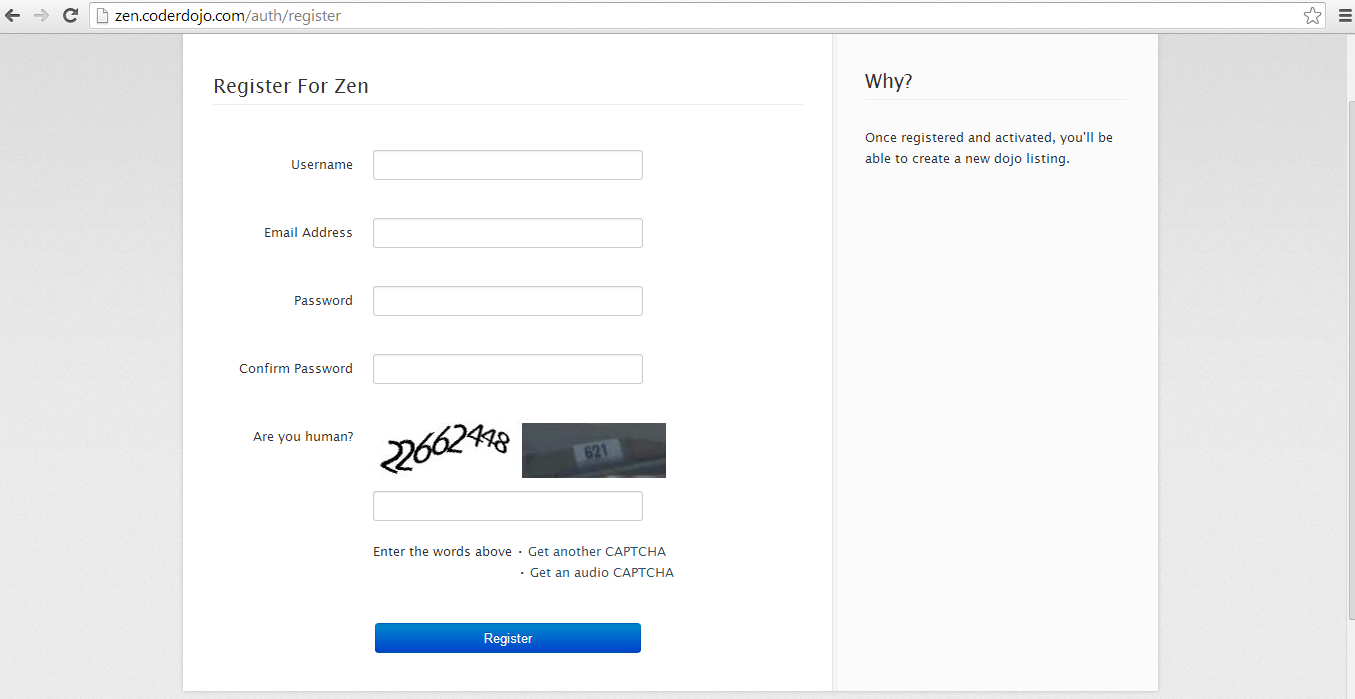 zen.coderdojo.com/auth/register
Register For Zen
Username
Email Address
Password
Confirm Password
Are you human?
22662448
621
Enter the words above • Get another CAPTCHA
• Get an audio CAPTCHA
Register
Why?
Once registered and activated, you'll be
able to create a new dojo listing.